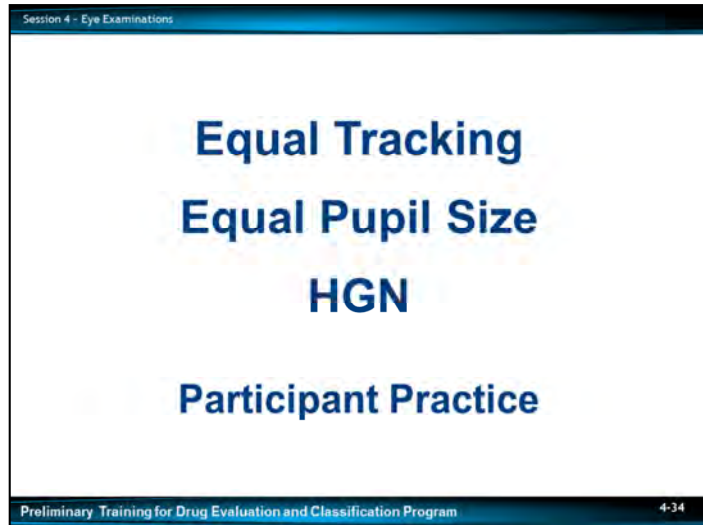 Session 4 - Eye Examinations
Equal Tracking
Equal Pupil Size
HGN
Participant Practice
Preliminary Training for Drug Evaluation and Classification Program
4-34